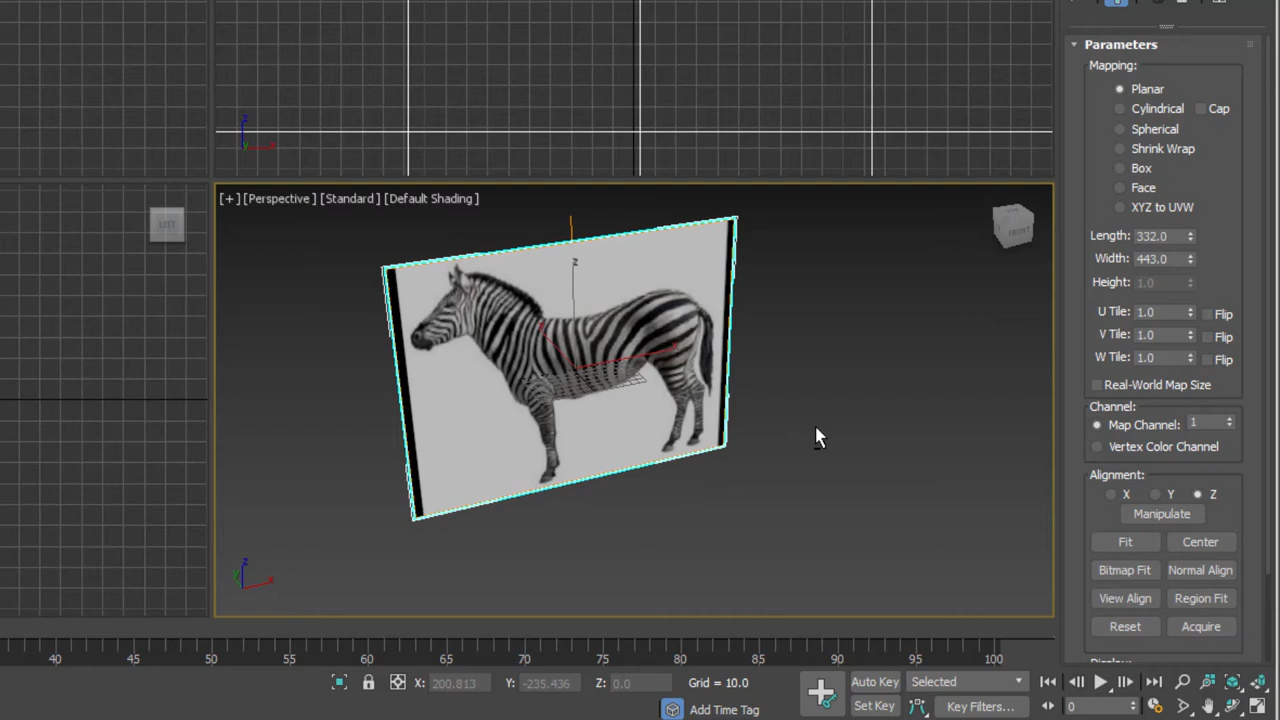 Parameters
Mapping:
Planar
Cylindrical Cap
Spherical
Shrink Wrap
Box
Face
XYZ to UVW
Length: 332.0
Width: 443.0
Height: 1.0
U Tile: 1.0 Flip
V Tile: 1.0 Flip
W Tile: 1.0 Flip
Real-World Map Size
Channel:
Map Channel: 1
Vertex Color Channel
Alignment:
X Y Z
Manipulate
Fit Center
Bitmap Fit Normal Align
View Align Region Fit
Reset Acquire
z
y x
[+] [Perspective] [Standard] [Default Shading]
LEFT
FRONT
z
x
z
y x
40 45 50 55 60 65 70 75 80 85 90 95 100
X: 200.813 Y: -235.436 Z: 0.0 Grid = 10.0 Auto Key Selected
Add Time Tag Set Key Key Filters... 0